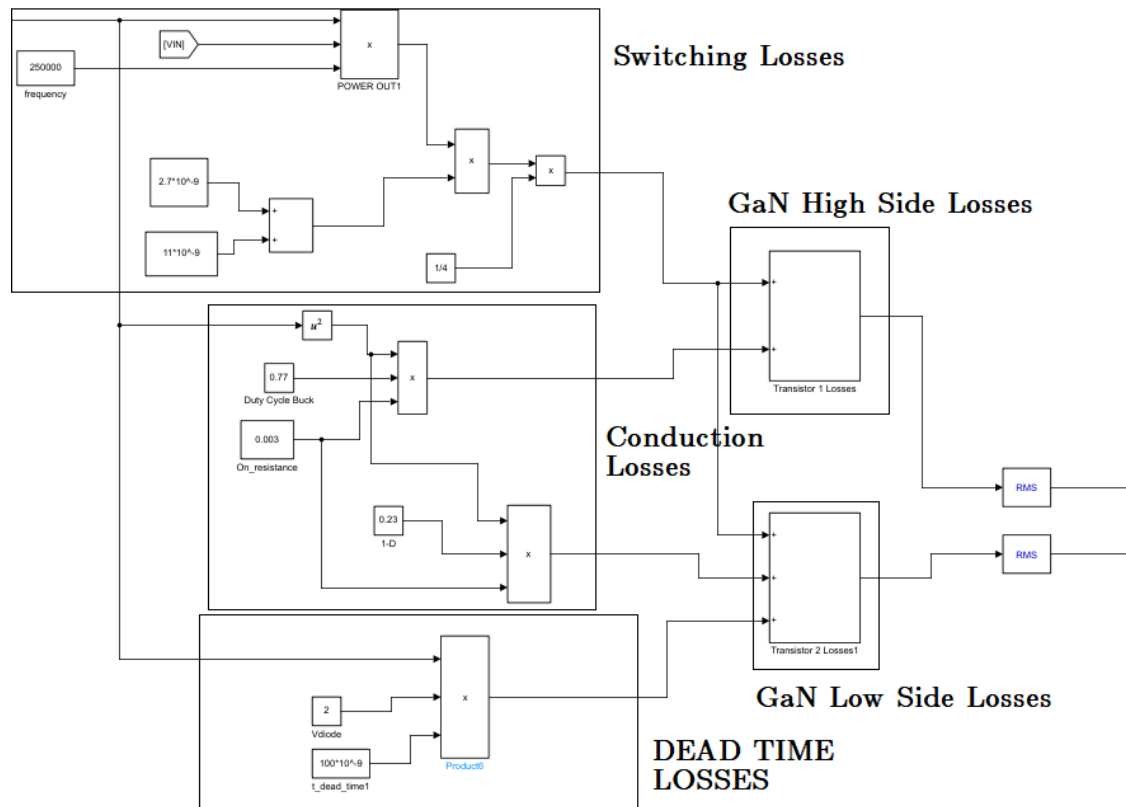 [VIN]
x
POWER OUT1
Switching Losses
250000
frequency
x
x
2.7*10^-9
+
+
11*10^-9
1/4
GaN High Side Losses
+
+
Transistor 1 Losses
u²
0.77
x
Duty Cycle Buck
0.003
On_resistance
Conduction
Losses
0.23
1-D
x
RMS
RMS
+
+
+
Transistor 2 Losses1
GaN Low Side Losses
x
2
Vdiode
100*10^-9
t_dead_time1
Product6
DEAD TIME
LOSSES